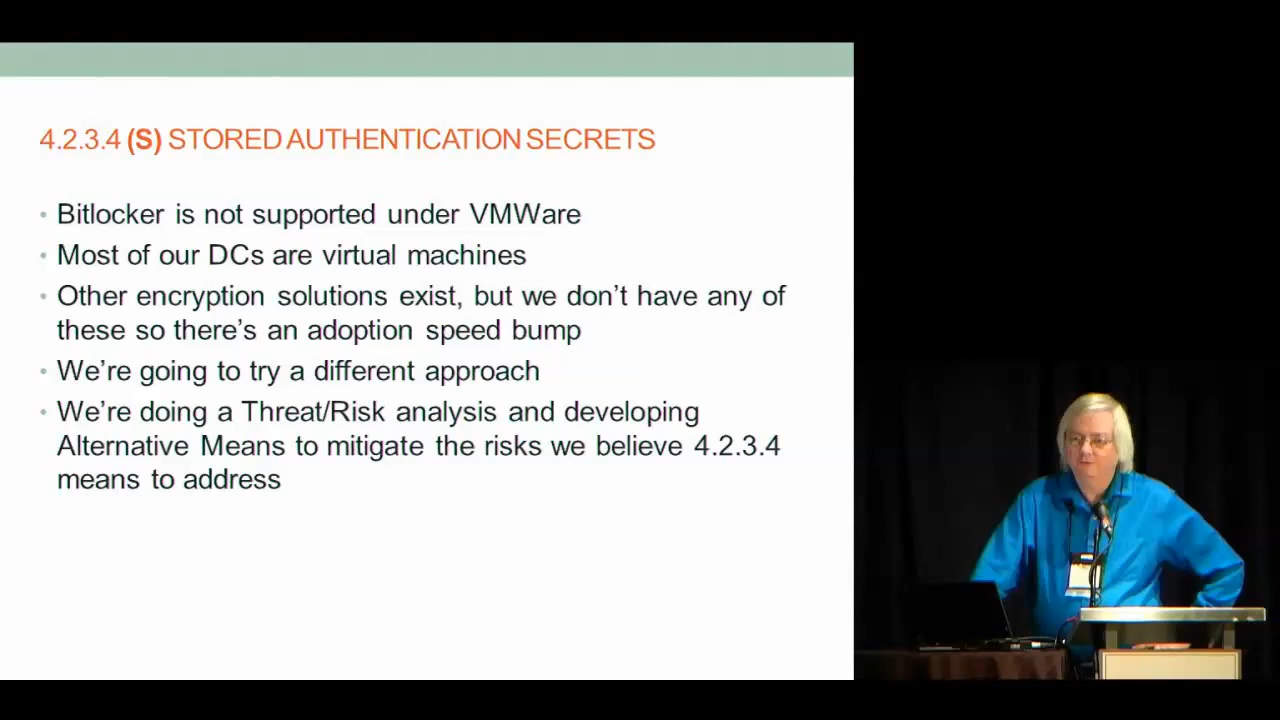 4.2.3.4 (S) STORED AUTHENTICATION SECRETS
• Bitlocker is not supported under VMWare
• Most of our DCs are virtual machines
• Other encryption solutions exist, but we don't have any of
these so there's an adoption speed bump
• We're going to try a different approach
• We're doing a Threat/Risk analysis and developing
Alternative Means to mitigate the risks we believe 4.2.3.4
means to address